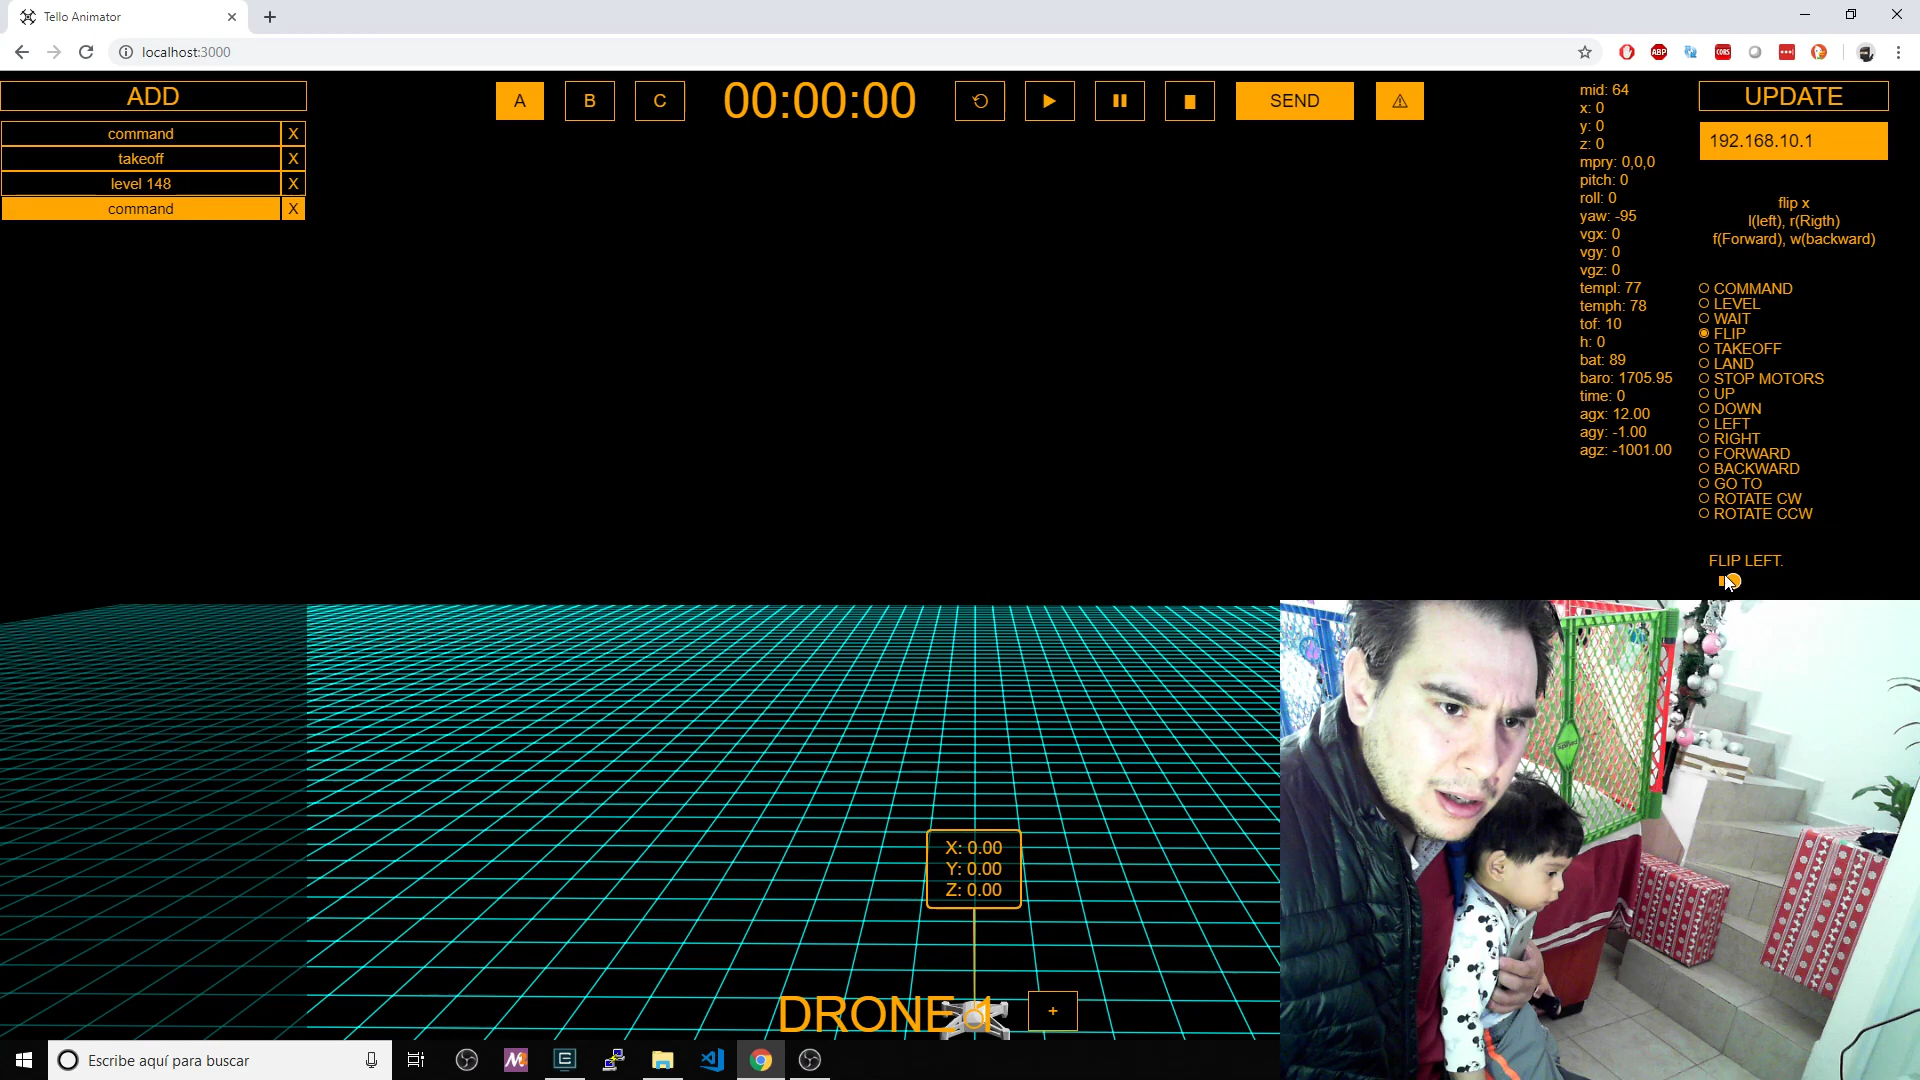 Tello Animator
localhost:3000
ADD
command X
takeoff X
level 148 X
command X
A B C 00:00:00 SEND
mid: 64
x: 0
y: 0
z: 0
mpry: 0,0,0
pitch: 0
roll: 0
yaw: -95
vgx: 0
vgy: 0
vgz: 0
templ: 77
temph: 78
tof: 10
h: 0
bat: 89
baro: 1705.95
time: 0
agx: 12.00
agy: -1.00
agz: -1001.00
UPDATE
192.168.10.1
flip x
l(left), r(Rigth)
f(Forward), w(backward)
COMMAND
LEVEL
WAIT
FLIP
TAKEOFF
LAND
STOP MOTORS
UP
DOWN
LEFT
RIGHT
FORWARD
BACKWARD
GO TO
ROTATE CW
ROTATE CCW
FLIP LEFT.
X: 0.00
Y: 0.00
Z: 0.00
DRONE 1 +
Escribe aquí para buscar